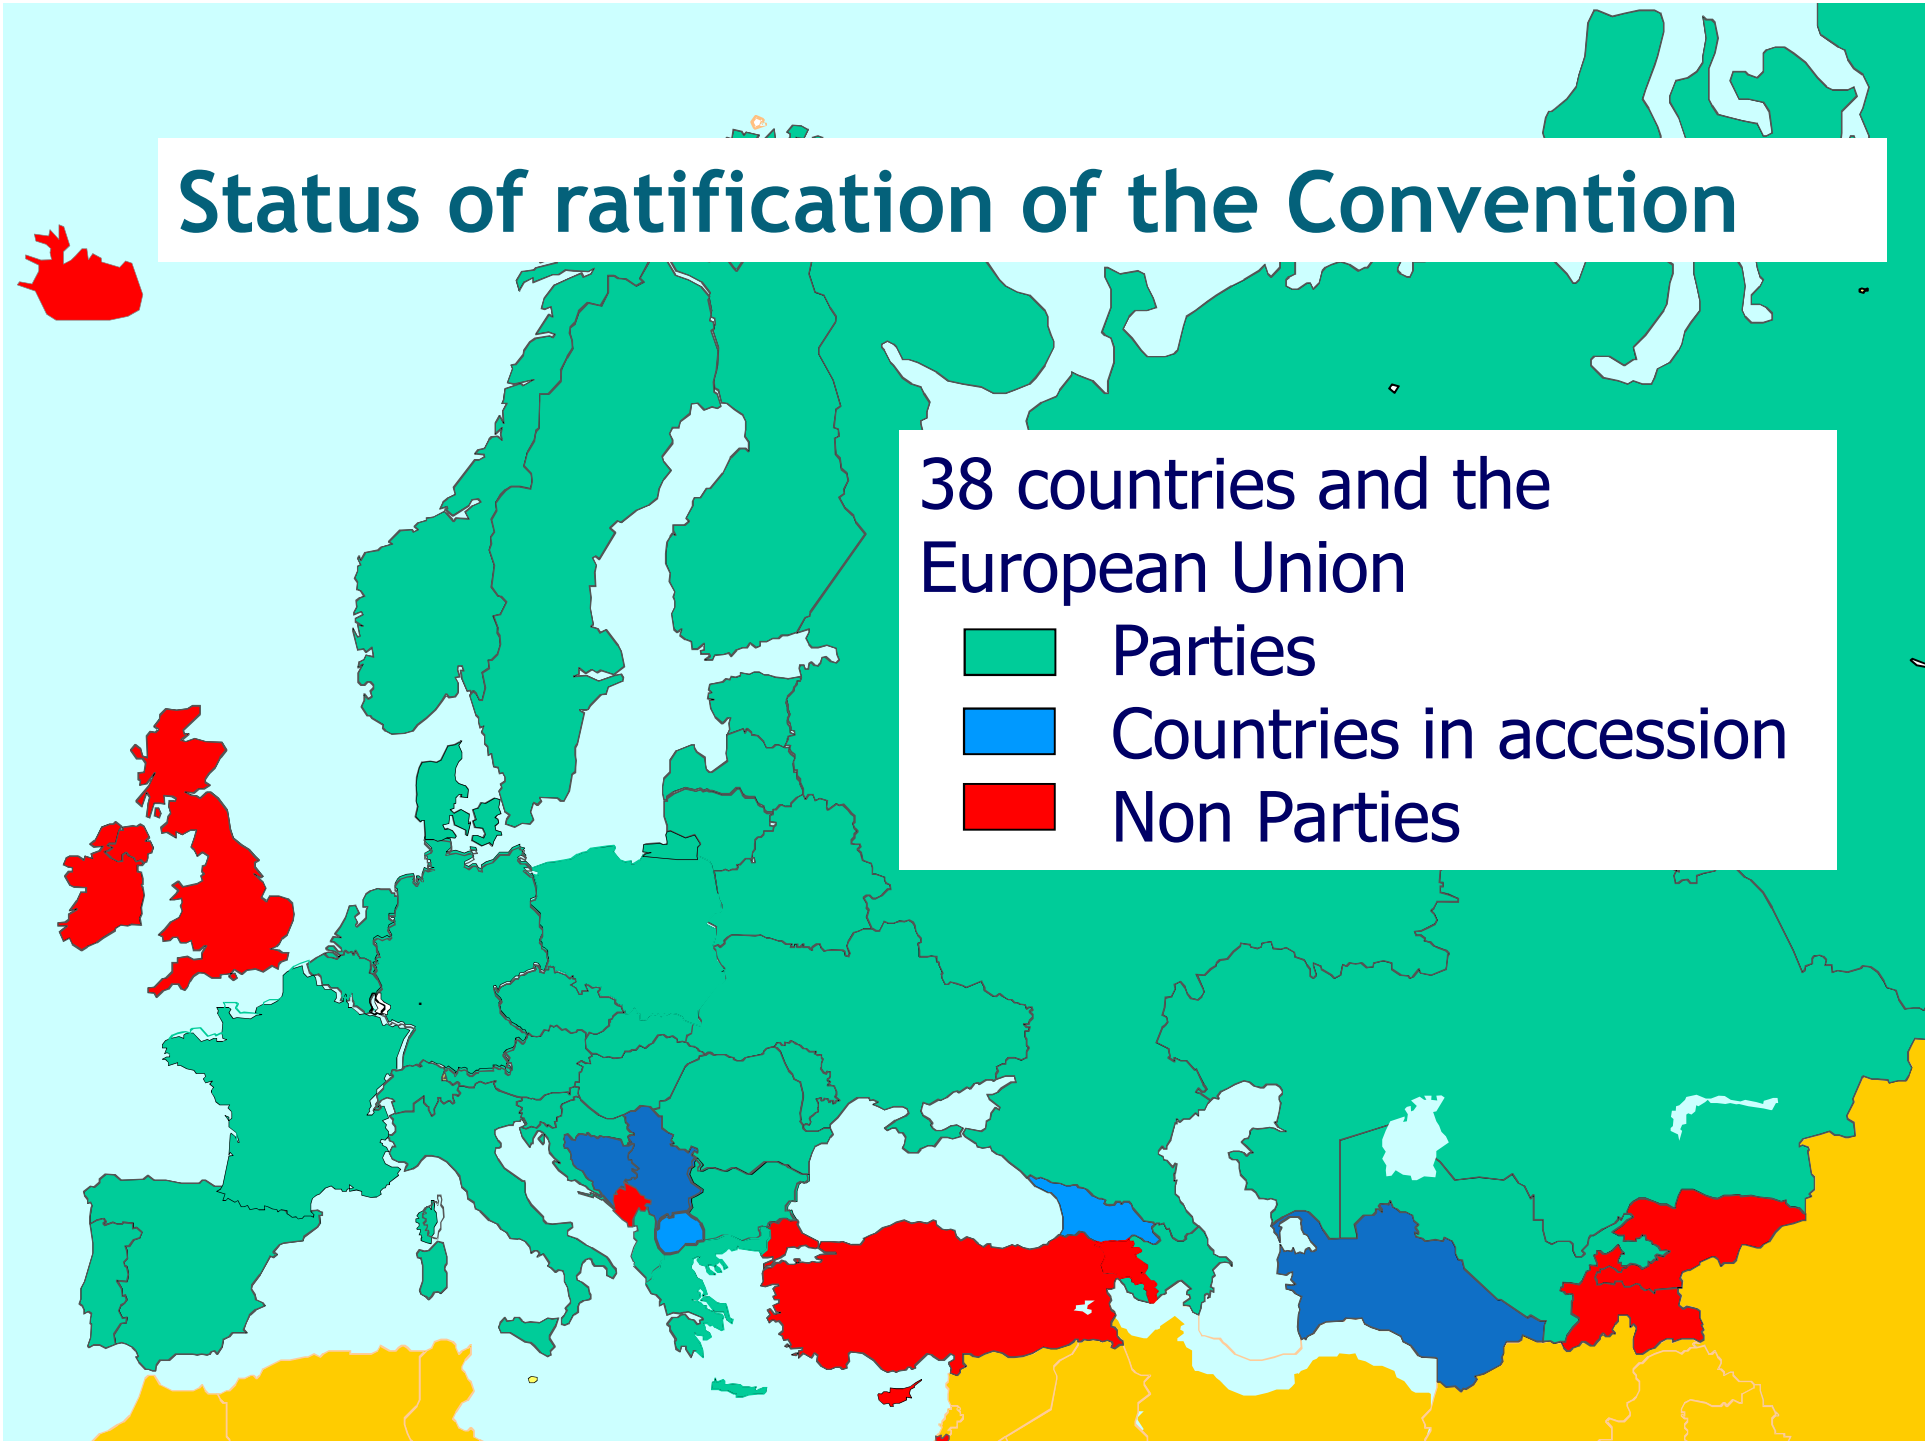 Status of ratification of the Convention
38 countries and the
European Union
Parties
Countries in accession
Non Parties